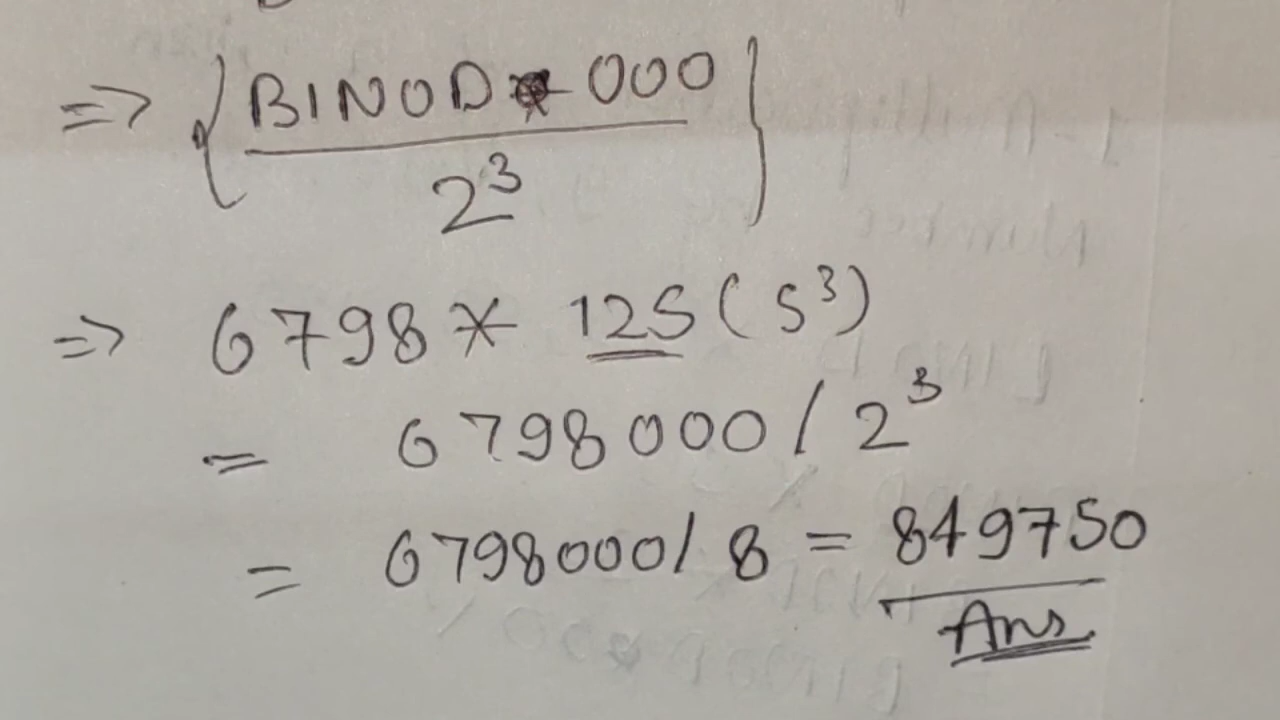 => { BINOD 000 / 2³ }
=> 6798 * 125 ( 5³ )
= 6798000 / 2³
= 6798000 / 8 = 849750
Ans